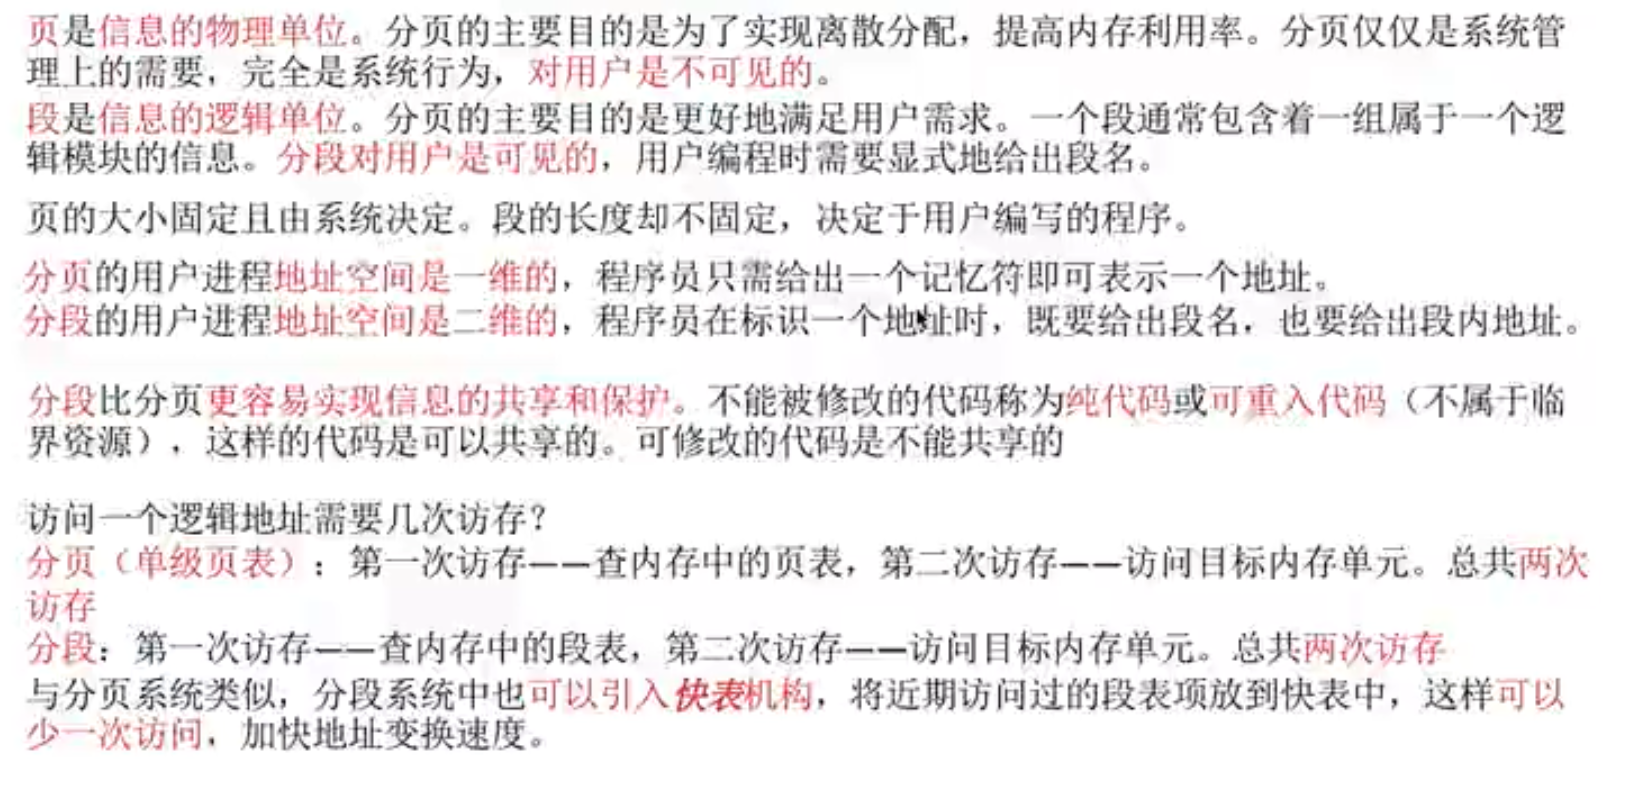 页是信息的物理单位。分页的主要目的是为了实现离散分配，提高内存利用率。分页仅仅是系统管
理上的需要，完全是系统行为，对用户是不可见的。
段是信息的逻辑单位。分页的主要目的是更好地满足用户需求。一个段通常包含着一组属于一个逻
辑模块的信息。分段对用户是可见的，用户编程时需要显式地给出段名。
页的大小固定且由系统决定。段的长度却不固定，决定于用户编写的程序。
分页的用户进程地址空间是一维的，程序员只需给出一个记忆符即可表示一个地址。
分段的用户进程地址空间是二维的，程序员在标识一个地址时，既要给出段名，也要给出段内地址。
分段比分页更容易实现信息的共享和保护。不能被修改的代码称为纯代码或可重入代码（不属于临
界资源），这样的代码是可以共享的。可修改的代码是不能共享的
访问一个逻辑地址需要几次访存？
分页（单级页表）：第一次访存——查内存中的页表，第二次访存——访问目标内存单元。总共两次
访存
分段：第一次访存——查内存中的段表，第二次访存——访问目标内存单元。总共两次访存
与分页系统类似，分段系统中也可以引入快表机构，将近期访问过的段表项放到快表中，这样可以
少一次访问，加快地址变换速度。